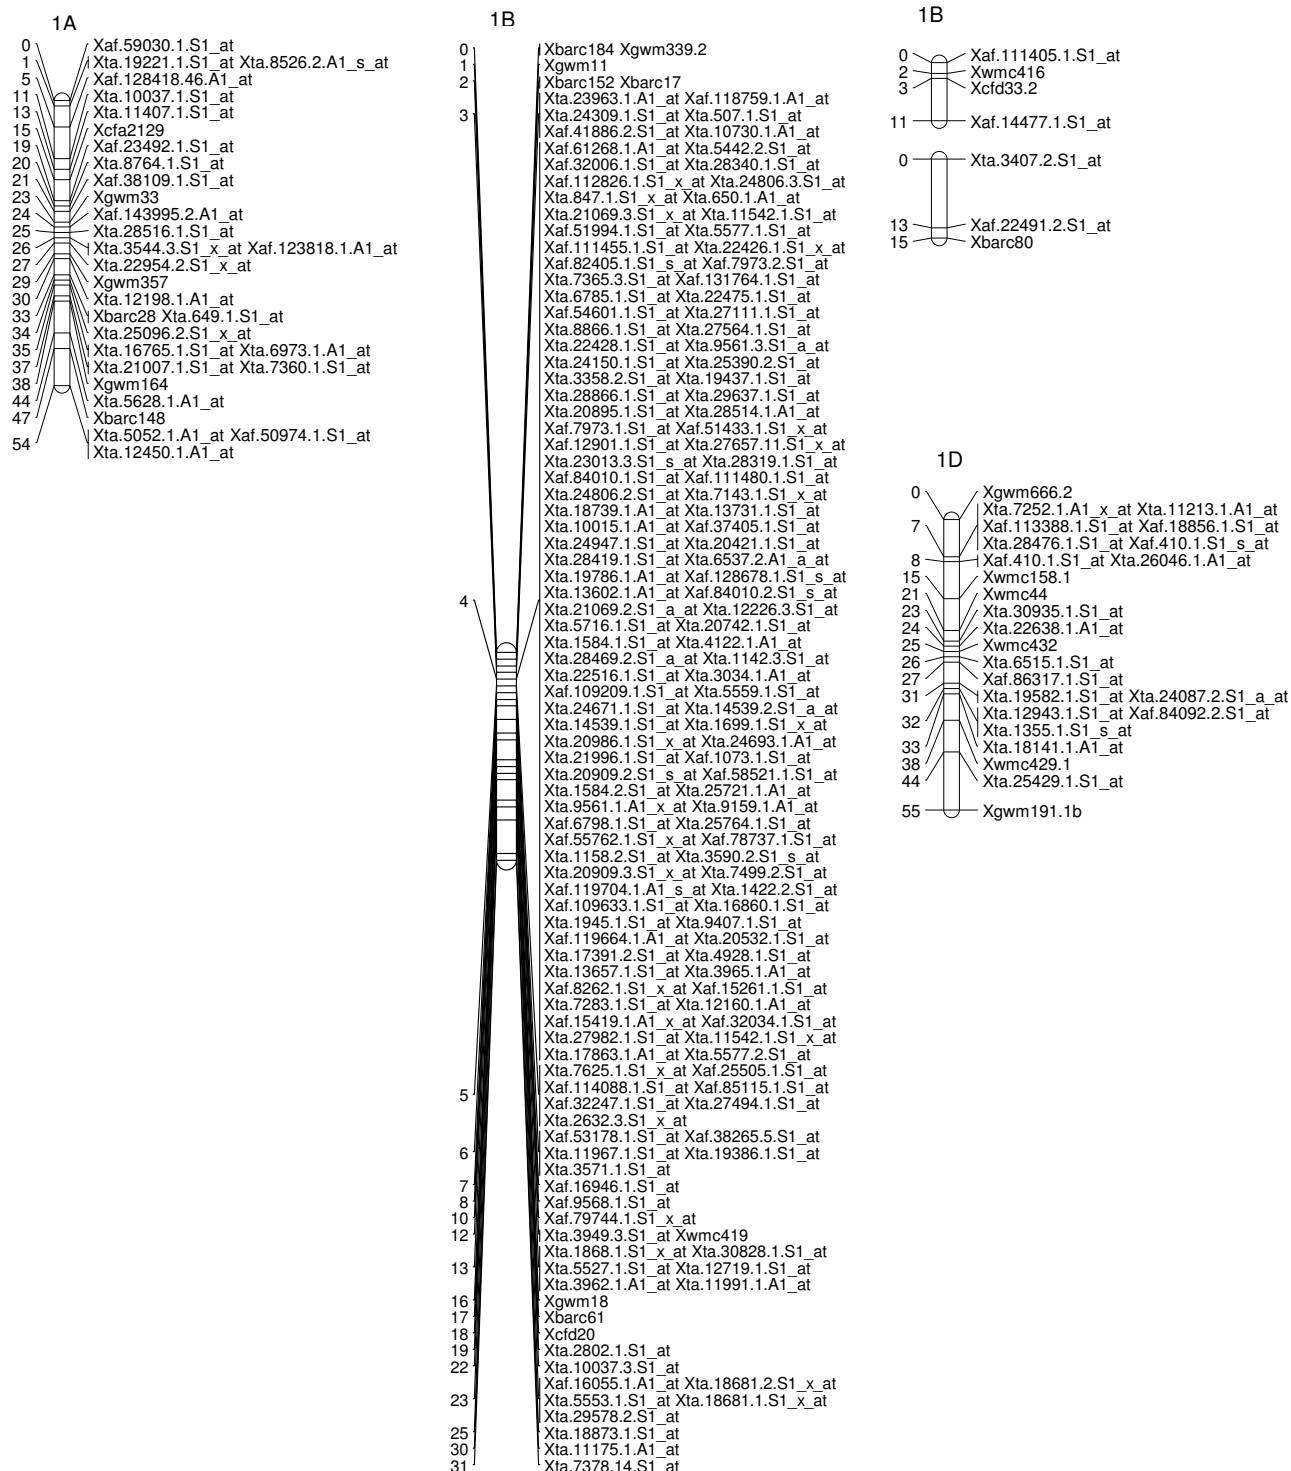 1A
0 Xaf.59030.1.S1_at
1 Xta.19221.1.S1_at Xta.8526.2.A1_s_at
5 Xaf.128418.46.A1_at
11 Xta.10037.1.S1_at
13 Xta.11407.1.S1_at
15 Xcfa2129
19 Xaf.23492.1.S1_at
20 Xta.8764.1.S1_at
21 Xaf.38109.1.S1_at
23 Xgwm33
24 Xaf.143995.2.A1_at
25 Xta.28516.1.S1_at
26 Xta.3544.3.S1_x_at Xaf.123818.1.A1_at
27 Xta.22954.2.S1_x_at
29 Xgwm357
30 Xta.12198.1.A1_at
33 Xbarc28 Xta.649.1.S1_at
34 Xta.25096.2.S1_x_at
35 Xta.16765.1.S1_at Xta.6973.1.A1_at
37 Xta.21007.1.S1_at Xta.7360.1.S1_at
38 Xgwm164
44 Xta.5628.1.A1_at
47 Xbarc148
54 Xta.5052.1.A1_at Xaf.50974.1.S1_at
Xta.12450.1.A1_at
1B
0 Xbarc184 Xgwm339.2
1 Xgwm11
2 Xbarc152 Xbarc17
Xta.23963.1.A1_at Xaf.118759.1.A1_at
3 Xta.24309.1.S1_at Xta.507.1.S1_at
Xaf.41886.2.S1_at Xta.10730.1.A1_at
Xaf.61268.1.A1_at Xta.5442.2.S1_at
Xaf.32006.1.S1_at Xta.28340.1.S1_at
Xaf.112826.1.S1_x_at Xta.24806.3.S1_at
Xta.847.1.S1_x_at Xta.650.1.A1_at
Xta.21069.3.S1_x_at Xta.11542.1.S1_at
Xaf.51994.1.S1_at Xta.5577.1.S1_at
Xaf.111455.1.S1_at Xta.22426.1.S1_x_at
Xaf.82405.1.S1_s_at Xaf.7973.2.S1_at
Xta.7365.3.S1_at Xaf.131764.1.S1_at
Xta.6785.1.S1_at Xta.22475.1.S1_at
Xaf.54601.1.S1_at Xta.27111.1.S1_at
Xta.8866.1.S1_at Xta.27564.1.S1_at
Xta.22428.1.S1_at Xta.9561.3.S1_a_at
Xta.24150.1.S1_at Xta.25390.2.S1_at
Xta.3358.2.S1_at Xta.19437.1.S1_at
Xta.28866.1.S1_at Xta.29637.1.S1_at
Xta.20895.1.S1_at Xta.28514.1.A1_at
Xaf.7973.1.S1_at Xaf.51433.1.S1_x_at
Xaf.12901.1.S1_at Xta.27657.11.S1_x_at
Xta.23013.3.S1_s_at Xta.28319.1.S1_at
Xaf.84010.1.S1_at Xaf.111480.1.S1_at
Xta.24806.2.S1_at Xta.7143.1.S1_x_at
Xta.18739.1.A1_at Xta.13731.1.S1_at
Xta.10015.1.A1_at Xaf.37405.1.S1_at
Xta.24947.1.S1_at Xta.20421.1.S1_at
Xta.28419.1.S1_at Xta.6537.2.A1_a_at
Xta.19786.1.A1_at Xaf.128678.1.S1_s_at
4 Xta.13602.1.A1_at Xaf.84010.2.S1_s_at
Xta.21069.2.S1_a_at Xta.12226.3.S1_at
Xta.5716.1.S1_at Xta.20742.1.S1_at
Xta.1584.1.S1_at Xta.4122.1.A1_at
Xta.28469.2.S1_a_at Xta.1142.3.S1_at
Xta.22516.1.S1_at Xta.3034.1.A1_at
Xaf.109209.1.S1_at Xta.5559.1.S1_at
Xta.24671.1.S1_at Xta.14539.2.S1_a_at
Xta.14539.1.S1_at Xta.1699.1.S1_x_at
Xta.20986.1.S1_x_at Xta.24693.1.A1_at
Xta.21996.1.S1_at Xaf.1073.1.S1_at
Xta.20909.2.S1_s_at Xaf.58521.1.S1_at
Xta.1584.2.S1_at Xta.25721.1.A1_at
Xta.9561.1.A1_x_at Xta.9159.1.A1_at
Xaf.6798.1.S1_at Xta.25764.1.S1_at
Xaf.55762.1.S1_x_at Xaf.78737.1.S1_at
Xta.1158.2.S1_at Xta.3590.2.S1_s_at
Xta.20909.3.S1_x_at Xta.7499.2.S1_at
Xaf.119704.1.A1_s_at Xta.1422.2.S1_at
Xaf.109633.1.S1_at Xta.16860.1.S1_at
Xta.1945.1.S1_at Xta.9407.1.S1_at
Xaf.119664.1.A1_at Xta.20532.1.S1_at
Xta.17391.2.S1_at Xta.4928.1.S1_at
Xta.13657.1.S1_at Xta.3965.1.A1_at
Xaf.8262.1.S1_x_at Xaf.15261.1.S1_at
Xta.7283.1.S1_at Xta.12160.1.A1_at
Xaf.15419.1.A1_x_at Xaf.32034.1.S1_at
Xta.27982.1.S1_at Xta.11542.1.S1_x_at
Xta.17863.1.A1_at Xta.5577.2.S1_at
Xta.7625.1.S1_x_at Xaf.25505.1.S1_at
5 Xaf.114088.1.S1_at Xaf.85115.1.S1_at
Xaf.32247.1.S1_at Xta.27494.1.S1_at
Xta.2632.3.S1_x_at
Xaf.53178.1.S1_at Xaf.38265.5.S1_at
6 Xta.11967.1.S1_at Xta.19386.1.S1_at
Xta.3571.1.S1_at
7 Xaf.16946.1.S1_at
8 Xaf.9568.1.S1_at
10 Xaf.79744.1.S1_x_at
12 Xta.3949.3.S1_at Xwmc419
Xta.1868.1.S1_x_at Xta.30828.1.S1_at
13 Xta.5527.1.S1_at Xta.12719.1.S1_at
Xta.3962.1.A1_at Xta.11991.1.A1_at
16 Xgwm18
17 Xbarc61
18 Xcfd20
19 Xta.2802.1.S1_at
22 Xta.10037.3.S1_at
Xaf.16055.1.A1_at Xta.18681.2.S1_x_at
23 Xta.5553.1.S1_at Xta.18681.1.S1_x_at
Xta.29578.2.S1_at
25 Xta.18873.1.S1_at
30 Xta.11175.1.A1_at
31 Xta.7378.14.S1_at
1B
0 Xaf.111405.1.S1_at
2 Xwmc416
3 Xcfd33.2
11 Xaf.14477.1.S1_at
0 Xta.3407.2.S1_at
13 Xaf.22491.2.S1_at
15 Xbarc80
1D
0 Xgwm666.2
Xta.7252.1.A1_x_at Xta.11213.1.A1_at
7 Xaf.113388.1.S1_at Xaf.18856.1.S1_at
Xta.28476.1.S1_at Xaf.410.1.S1_s_at
8 Xaf.410.1.S1_at Xta.26046.1.A1_at
15 Xwmc158.1
21 Xwmc44
23 Xta.30935.1.S1_at
24 Xta.22638.1.A1_at
25 Xwmc432
26 Xta.6515.1.S1_at
27 Xaf.86317.1.S1_at
31 Xta.19582.1.S1_at Xta.24087.2.S1_a_at
32 Xta.12943.1.S1_at Xaf.84092.2.S1_at
Xta.1355.1.S1_s_at
33 Xta.18141.1.A1_at
38 Xwmc429.1
44 Xta.25429.1.S1_at
55 Xgwm191.1b